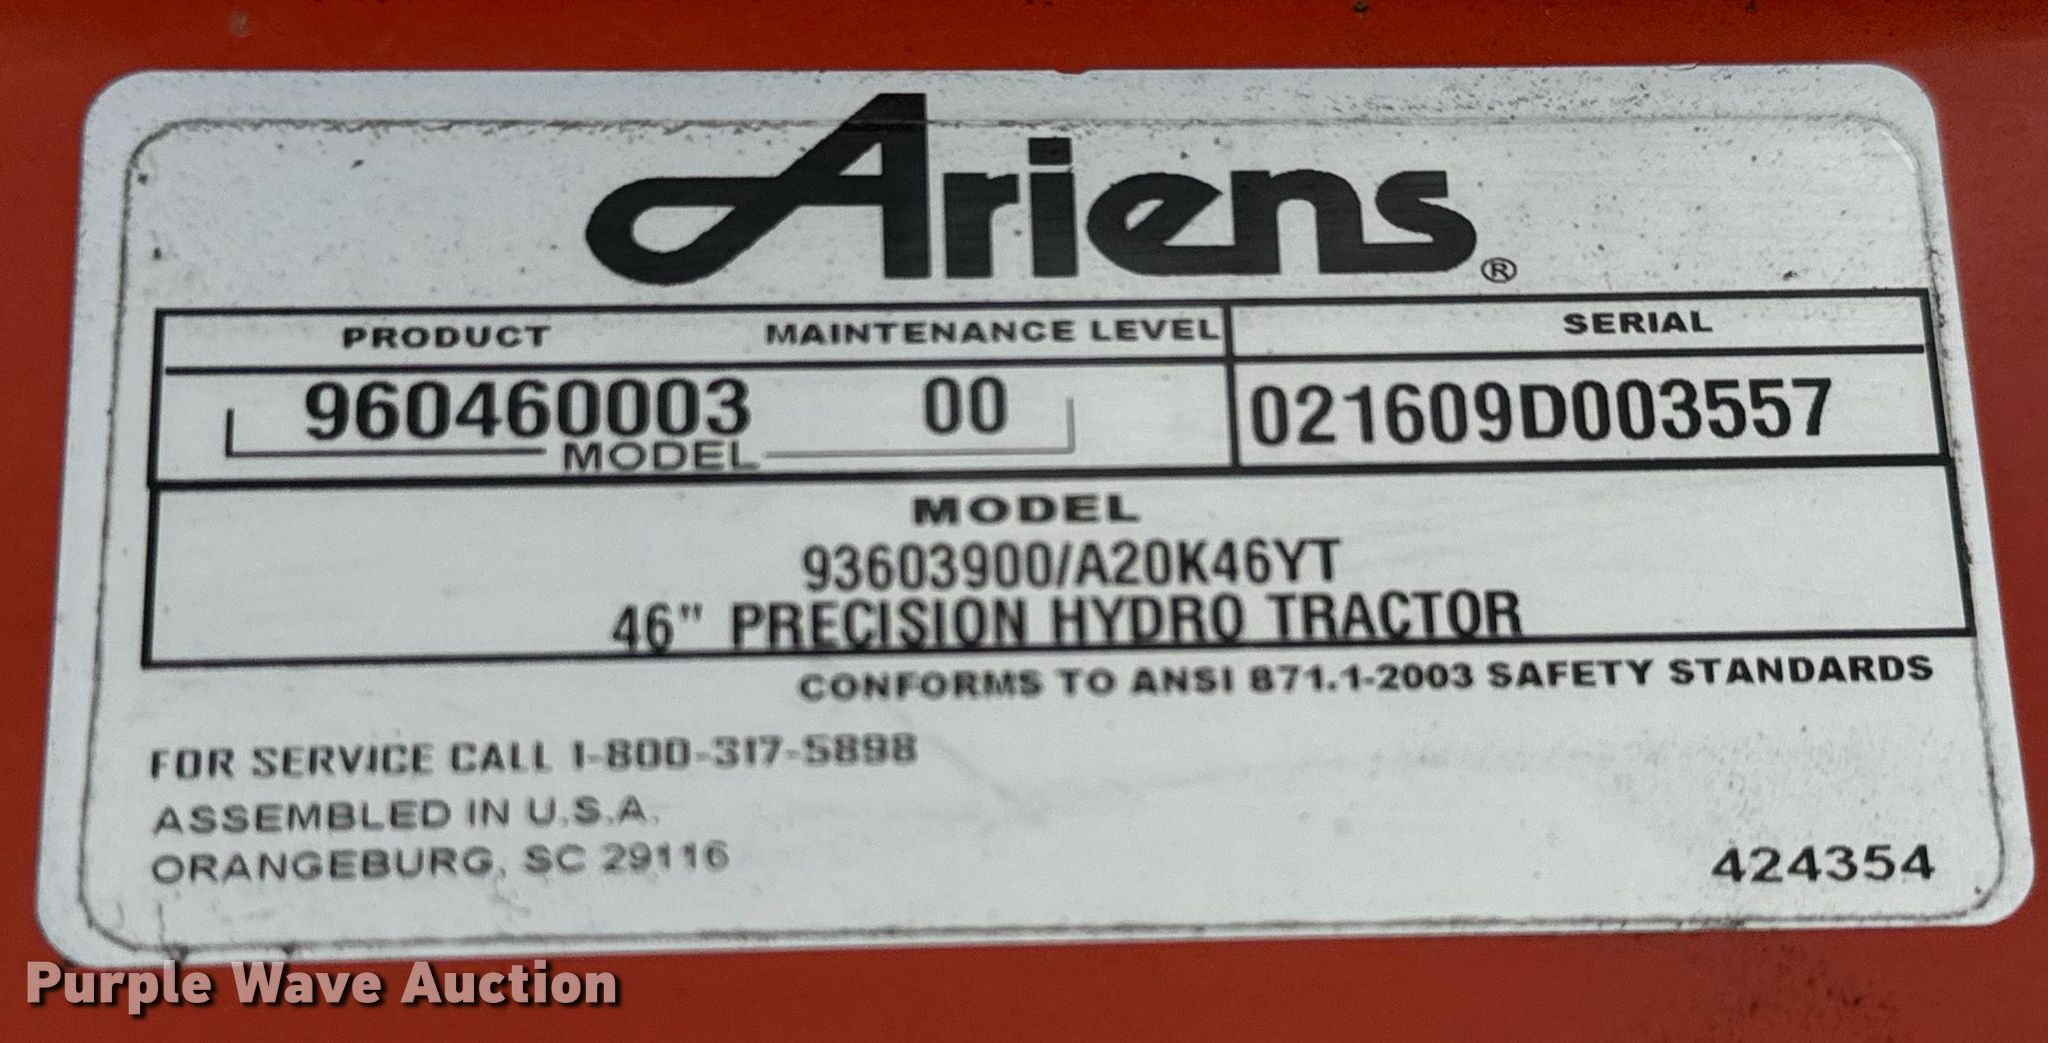 Ariens®
PRODUCT MAINTENANCE LEVEL SERIAL
960460003 00 021609D003557
MODEL
MODEL
93603900/A20K46YT
46" PRECISION HYDRO TRACTOR
CONFORMS TO ANSI B71.1-2003 SAFETY STANDARDS
FOR SERVICE CALL 1-800-317-5898
ASSEMBLED IN U.S.A.
ORANGEBURG, SC 29116
424354
Purple Wave Auction